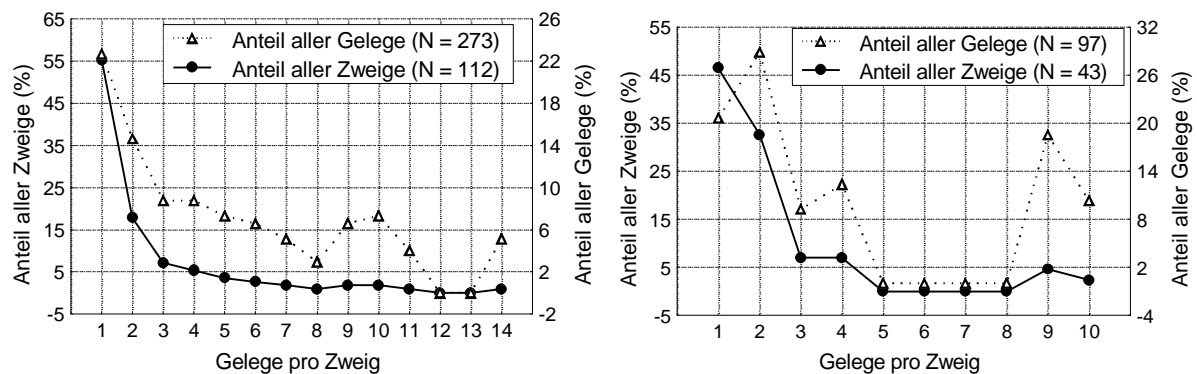 Anteil aller Gelege (N = 273)
Anteil aller Zweige (N = 112)
Anteil aller Zweige (%)
65
55
45
35
25
15
5
-5
26
22
18
14
10
6
2
-2
Anteil aller Gelege (%)
1 2 3 4 5 6 7 8 9 10 11 12 13 14
Gelege pro Zweig
Anteil aller Gelege (N = 97)
Anteil aller Zweige (N = 43)
Anteil aller Zweige (%)
55
45
35
25
15
5
-5
32
26
20
14
8
2
-4
Anteil aller Gelege (%)
1 2 3 4 5 6 7 8 9 10
Gelege pro Zweig